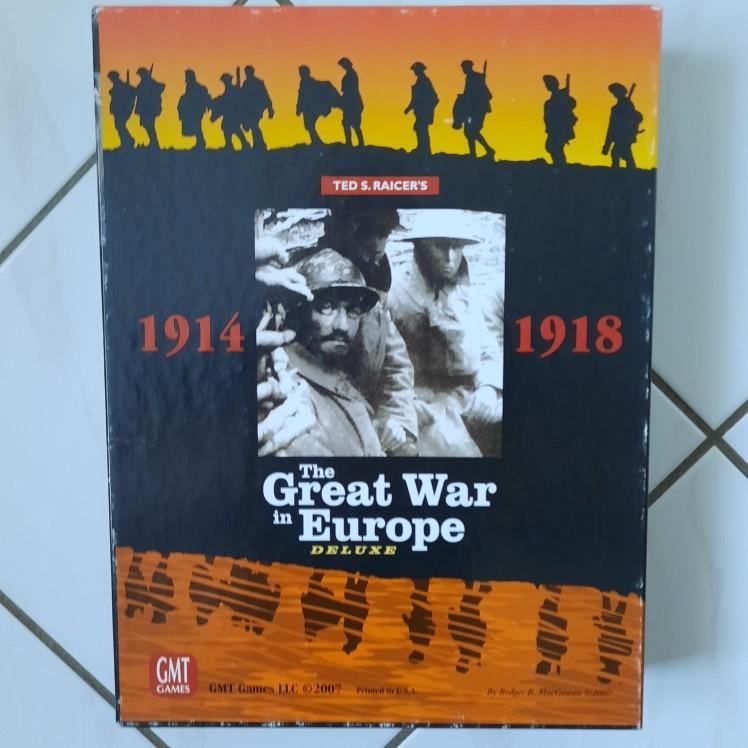 TED S. RAICER'S
1914
1918
The
Great War
in Europe
DELUXE
GMT
GAMES
GMT Games LLC ©2007 Printed in U.S.A.
By Rodger B. MacGowan ©2007